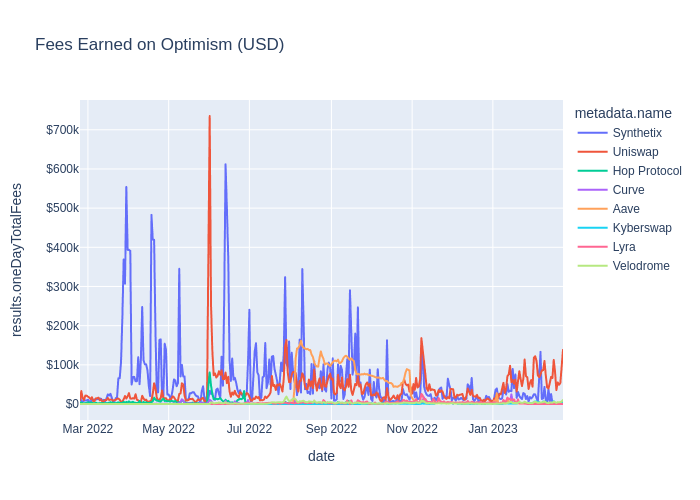 Fees Earned on Optimism (USD)
metadata.name
Synthetix
Uniswap
Hop Protocol
Curve
Aave
Kyberswap
Lyra
Velodrome
results.oneDayTotalFees
$700k
$600k
$500k
$400k
$300k
$200k
$100k
$0
Mar 2022 May 2022 Jul 2022 Sep 2022 Nov 2022 Jan 2023
date